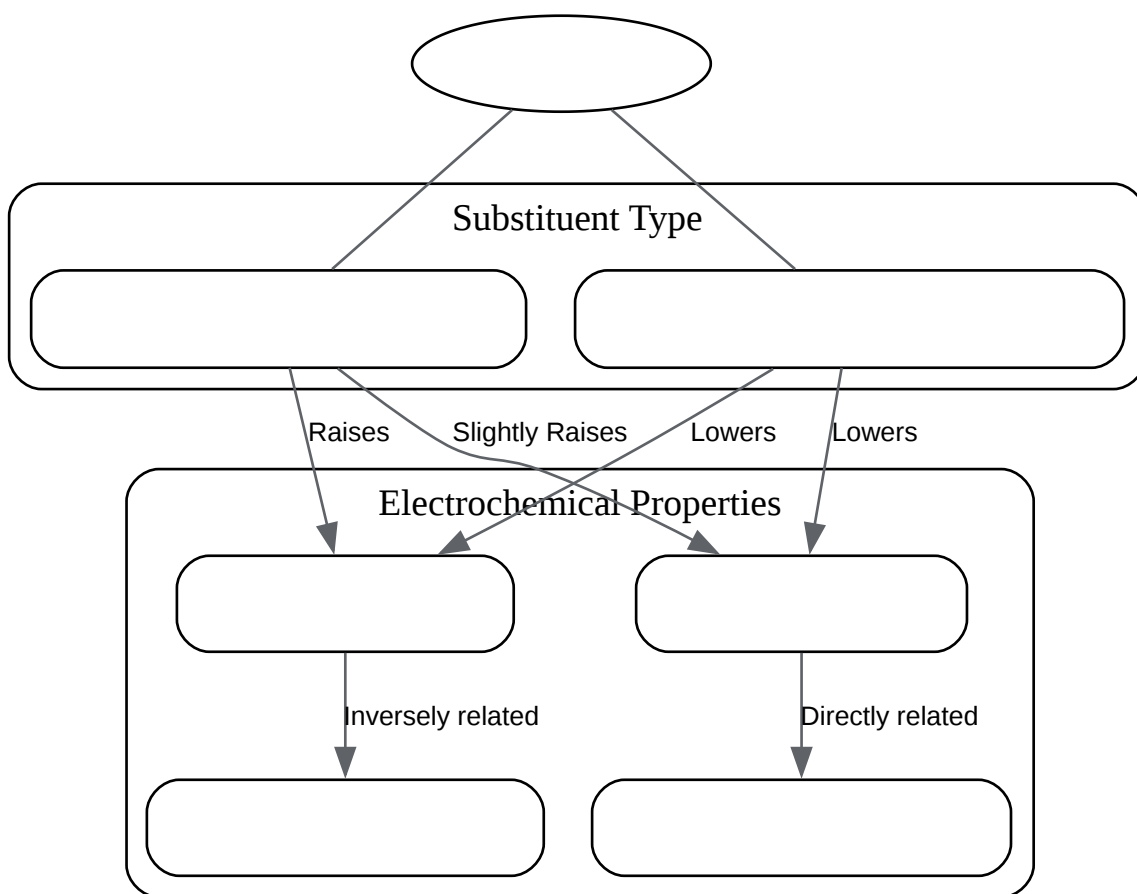 Substituent Type
Raises
Slightly Raises
Lowers
Lowers
Electrochemical Properties
Inversely related
Directly related